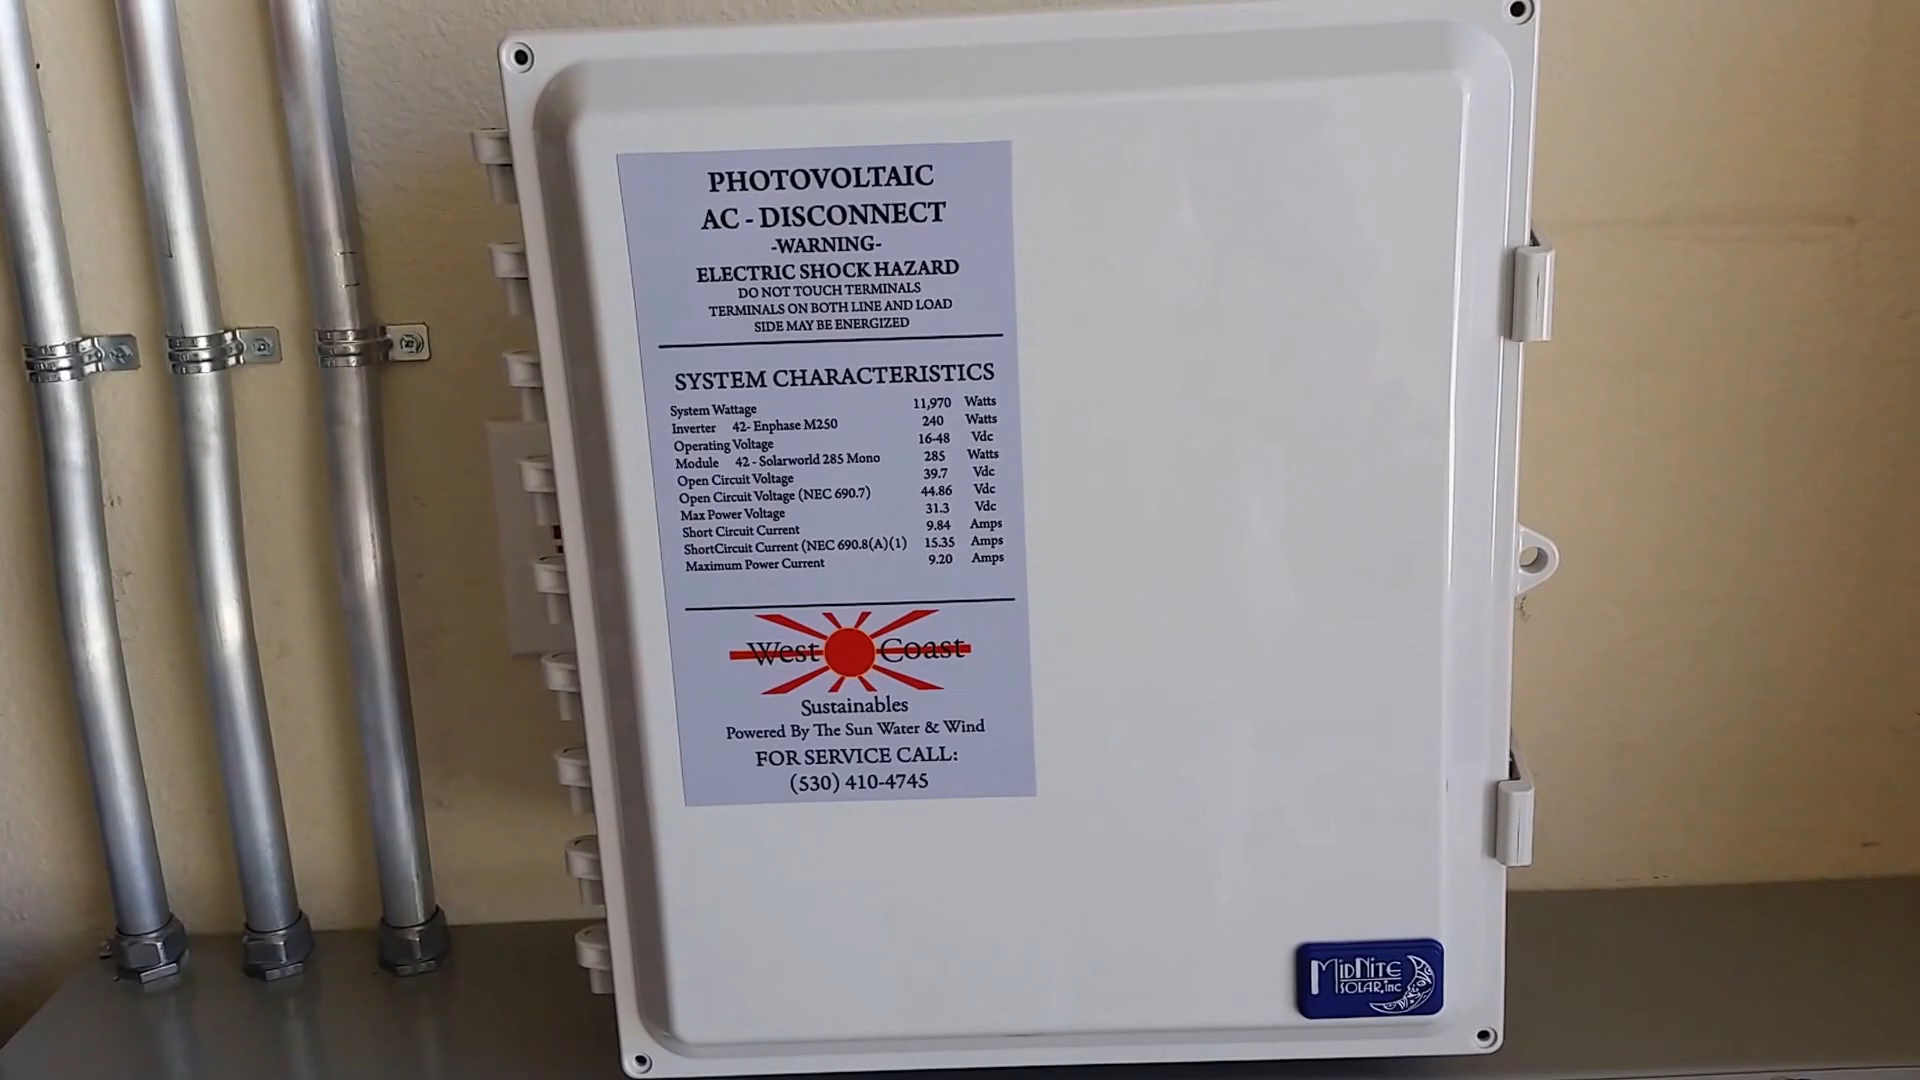 PHOTOVOLTAIC
AC - DISCONNECT
-WARNING-
ELECTRIC SHOCK HAZARD
DO NOT TOUCH TERMINALS
TERMINALS ON BOTH LINE AND LOAD
SIDE MAY BE ENERGIZED
SYSTEM CHARACTERISTICS
System Wattage 11,970 Watts
Inverter 42- Enphase M250 240 Watts
Operating Voltage 16-48 Vdc
Module 42 - Solarworld 285 Mono 285 Watts
Open Circuit Voltage 39.7 Vdc
Open Circuit Voltage (NEC 690.7) 44.86 Vdc
Max Power Voltage 31.3 Vdc
Short Circuit Current 9.84 Amps
ShortCircuit Current (NEC 690.8(A)(1) 15.35 Amps
Maximum Power Current 9.20 Amps
West Coast
Sustainables
Powered By The Sun Water & Wind
FOR SERVICE CALL:
(530) 410-4745
MIDNITE
SOLAR, inc